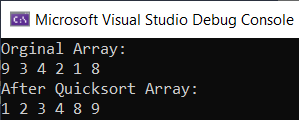 Microsoft Visual Studio Debug Console
Orginal Array:
9 3 4 2 1 8
After Quicksort Array:
1 2 3 4 8 9